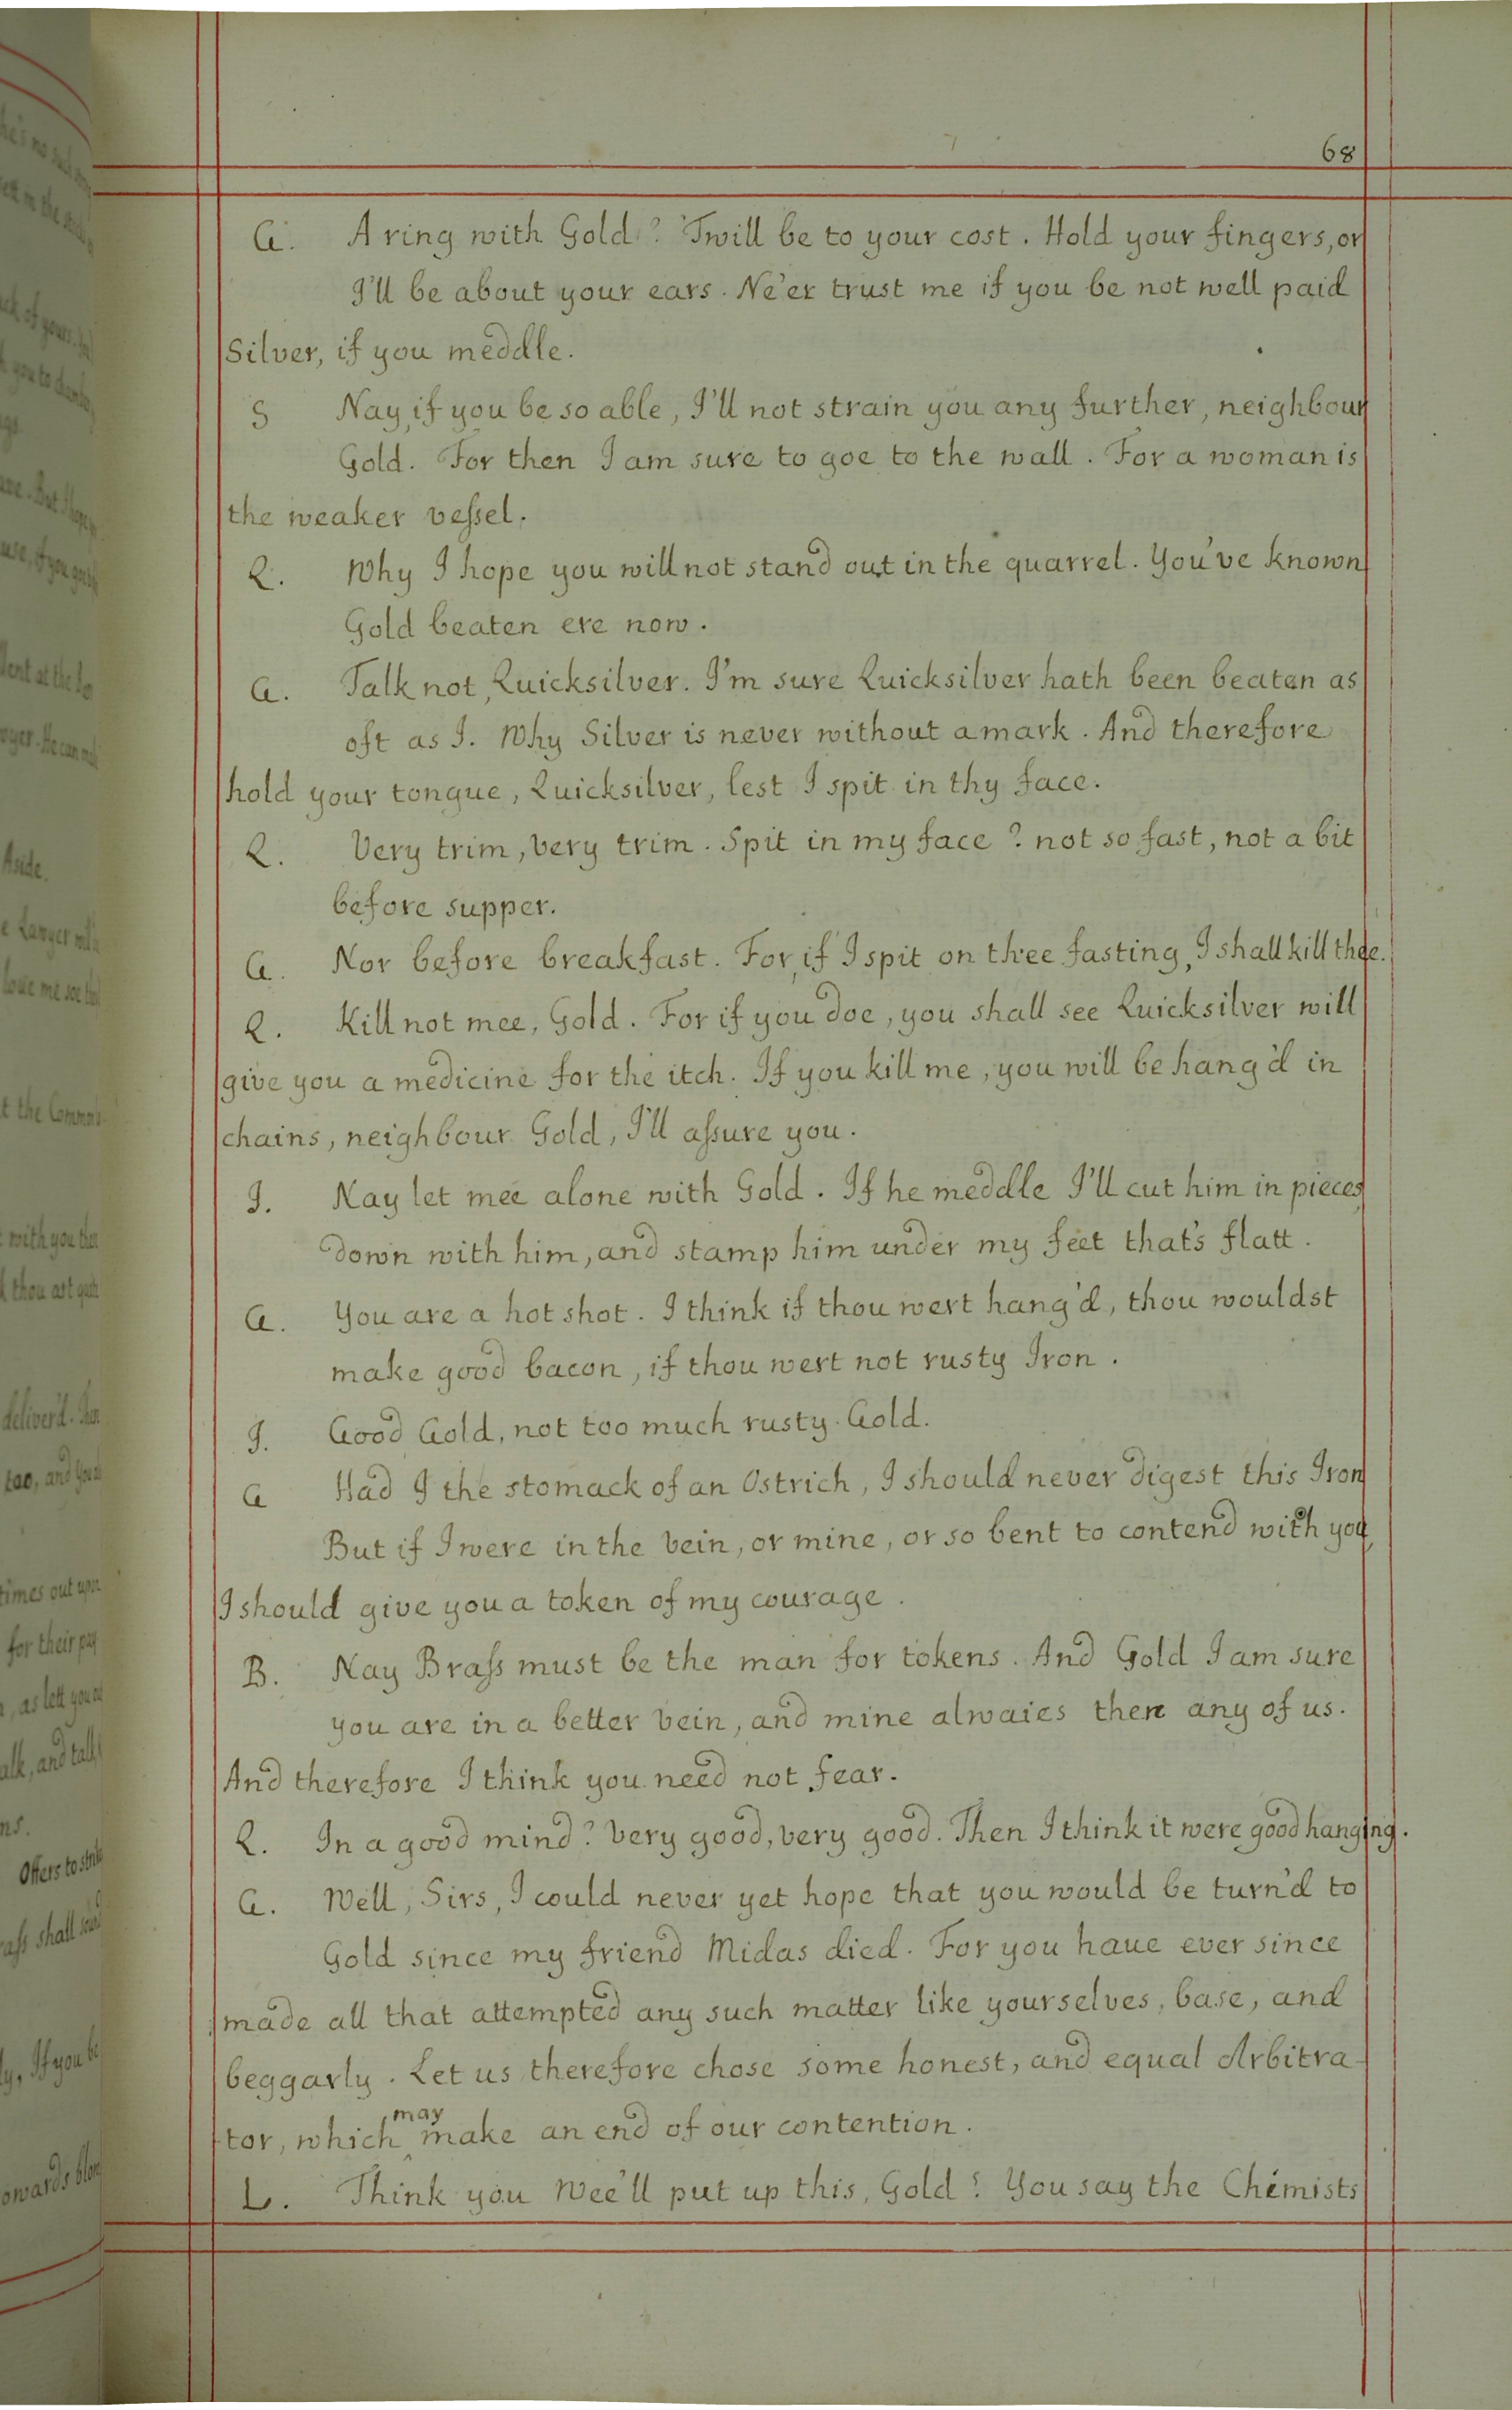 68
G. A ring with Gold? 'Twill be to your cost. Hold your fingers, or
I'll be about your ears. Ne'er trust me if you be not well paid
Silver, if you meddle.
S Nay, if you be so able, I'll not strain you any further, neighbour
Gold. For then I am sure to goe to the wall. For a woman is
the weaker veſsel.
Q. Why I hope you will not stand out in the quarrel. You've known
Gold beaten ere now.
G. Talk not, Quicksilver. I'm sure Quicksilver hath been beaten as
oft as I. Why Silver is never without a mark. And therefore
hold your tongue, Quicksilver, lest I spit in thy face.
Q. Very trim, very trim. Spit in my face? not so fast, not a bit
before supper.
G. Nor before breakfast. For, if I spit on thee fasting, I shall kill thee.
Q. Kill not mee, Gold. For if you doe, you shall see Quicksilver will
give you a medicine for the itch. If you kill me, you will be hang'd in
chains, neighbour Gold, I'll aſsure you.
I. Nay let mee alone with Gold. If he meddle I'll cut him in pieces,
down with him, and stamp him under my feet that's flatt.
G. You are a hot shot. I think if thou wert hang'd, thou wouldst
make good bacon, if thou wert not rusty Iron.
I. Good Gold, not too much rusty Gold.
G Had I the stomack of an Ostrich, I should never digest this Iron
But if I were in the vein, or mine, or so bent to contend with you,
I should give you a token of my courage.
B. Nay Braſs must be the man for tokens. And Gold I am sure
you are in a better vein, and mine alwaies then any of us.
And therefore I think you need not fear.
Q. In a good mind? very good, very good. Then I think it were good hanging.
G. Well, Sirs, I could never yet hope that you would be turn'd to
Gold since my friend Midas died. For you haue ever since
made all that attempted any such matter like yourselves, base, and
beggarly. Let us therefore chose some honest, and equal Arbitra-
tor, which may make an end of our contention.
L. Think you Wee'll put up this, Gold? You say the Chimists